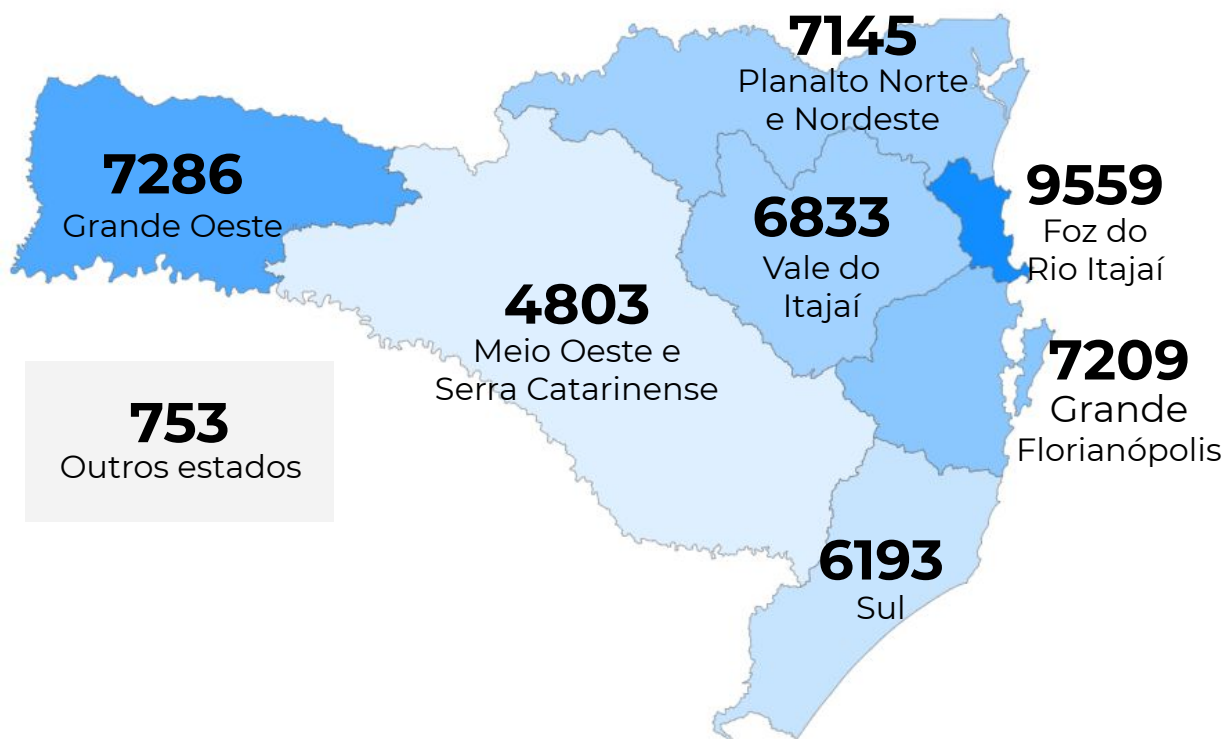 7145
Planalto Norte
e Nordeste
7286
Grande Oeste
9559
Foz do
Rio Itajaí
6833
Vale do
Itajaí
4803
Meio Oeste e
Serra Catarinense
7209
Grande
Florianópolis
753
Outros estados
6193
Sul